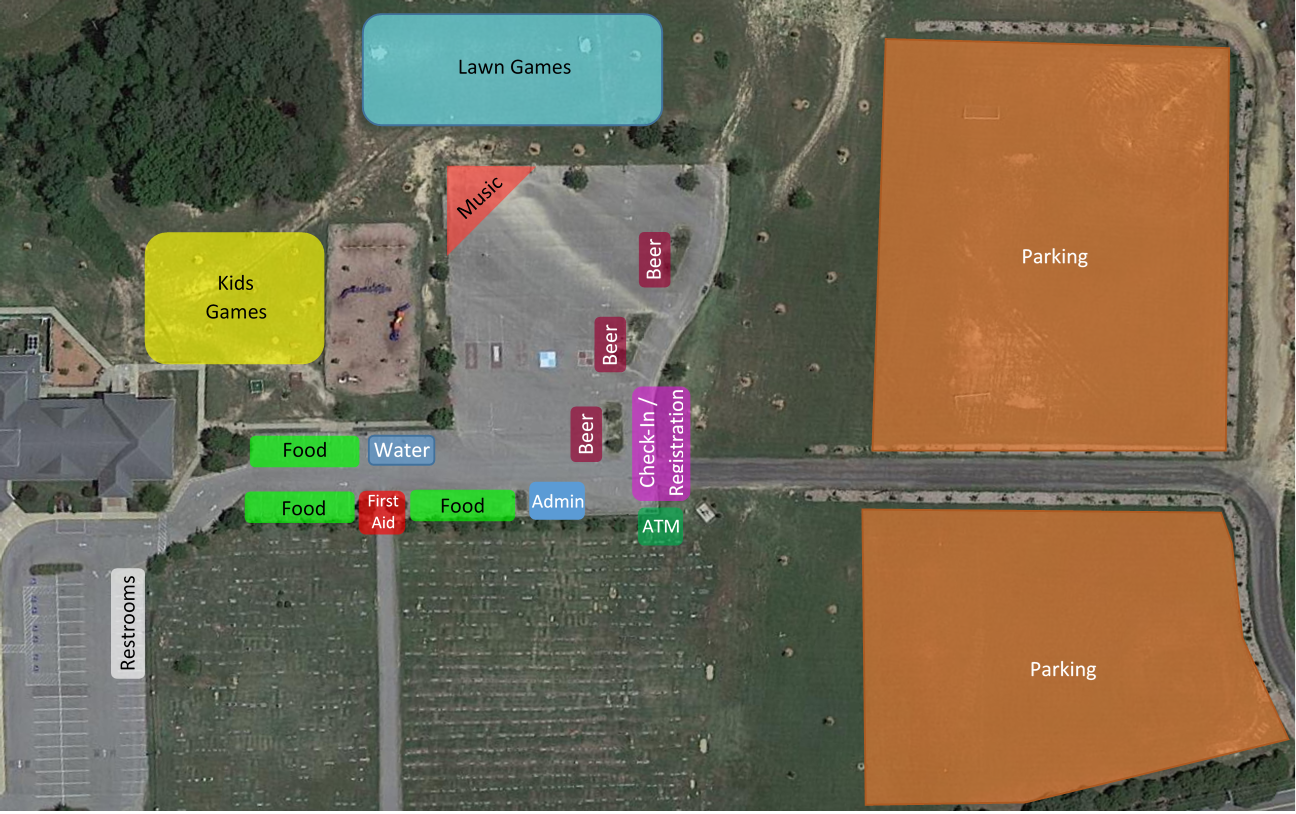 Lawn Games
Music
Beer
Parking
Kids
Games
Beer
Beer
Check-In /
Registration
Food
Water
Food
First
Aid
Food
Admin
ATM
Restrooms
Parking